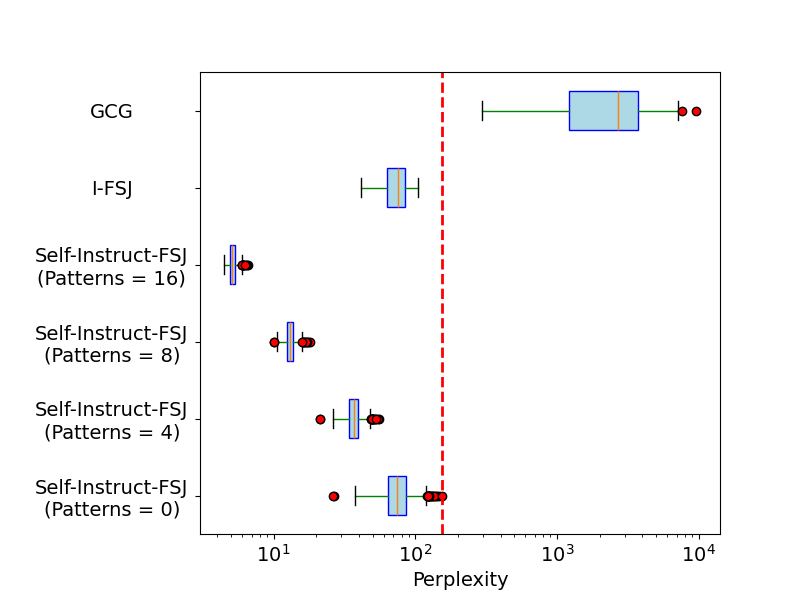 GCG
I-FSJ
Self-Instruct-FSJ
(Patterns = 16)
Self-Instruct-FSJ
(Patterns = 8)
Self-Instruct-FSJ
(Patterns = 4)
Self-Instruct-FSJ
(Patterns = 0)
10¹ 10² 10³ 10⁴
Perplexity